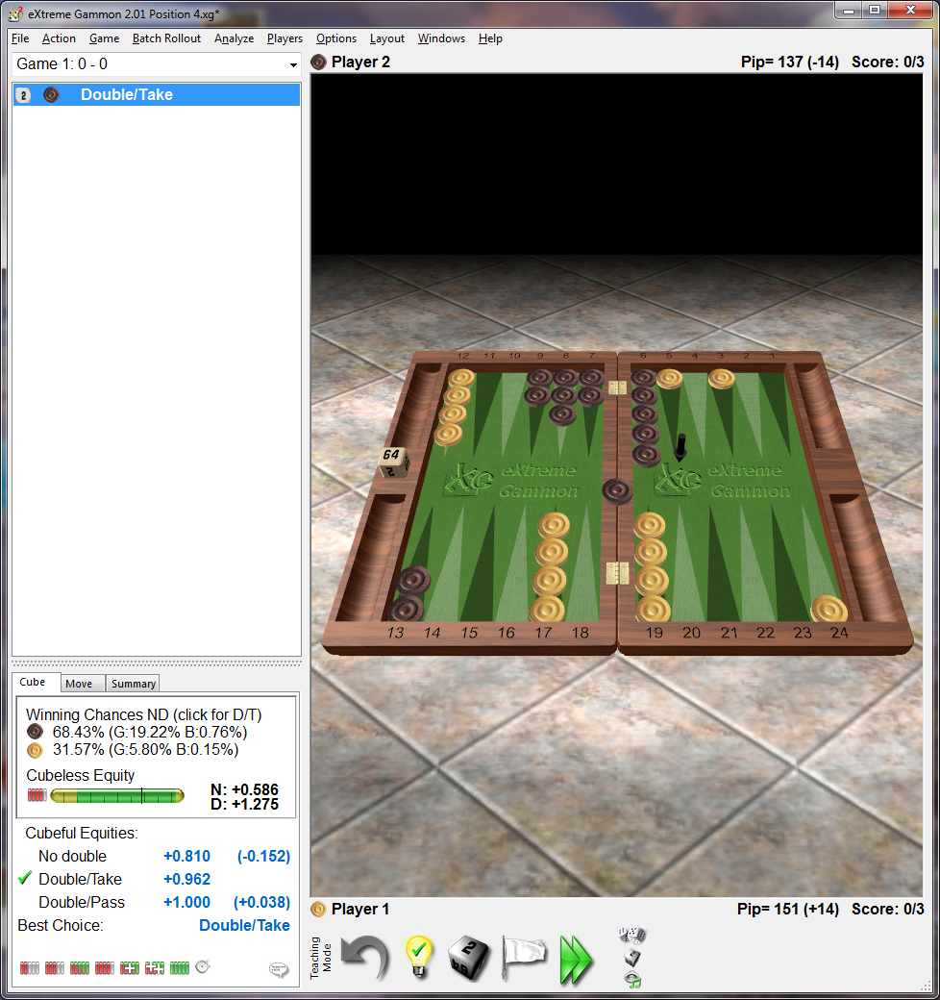 eXtreme Gammon 2.01 Position 4.xg*
File Action Game Batch Rollout Analyze Players Options Layout Windows Help
Game 1: 0 - 0
Player 2 Pip= 137 (-14) Score: 0/3
2 Double/Take
12 11 10 9 8 7 6 5 4 3 2 1
64
2
XG eXtreme Gammon XG eXtreme Gammon
13 14 15 16 17 18 19 20 21 22 23 24
Cube Move Summary
Winning Chances ND (click for D/T)
68.43% (G:19.22% B:0.76%)
31.57% (G:5.80% B:0.15%)
Cubeless Equity
N: +0.586
D: +1.275
Cubeful Equities:
No double +0.810 (-0.152)
Double/Take +0.962
Double/Pass +1.000 (+0.038)
Best Choice: Double/Take
Player 1 Pip= 151 (+14) Score: 0/3
Teaching Mode
2